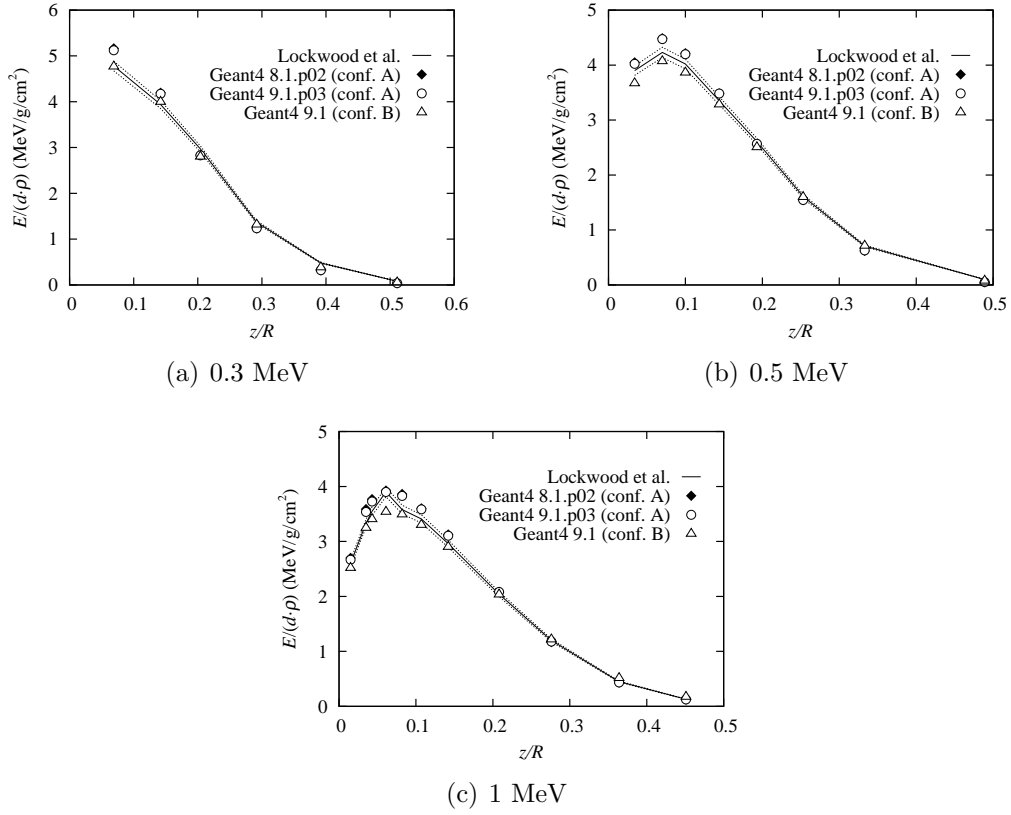 6
5
4
3
2
1
0
0 0.1 0.2 0.3 0.4 0.5 0.6
E/(d·ρ) (MeV/g/cm²)
z/R
Lockwood et al.
Geant4 8.1.p02 (conf. A)
Geant4 9.1.p03 (conf. A)
Geant4 9.1 (conf. B)
(a) 0.3 MeV
5
4
3
2
1
0
0 0.1 0.2 0.3 0.4 0.5
E/(d·ρ) (MeV/g/cm²)
z/R
Lockwood et al.
Geant4 8.1.p02 (conf. A)
Geant4 9.1.p03 (conf. A)
Geant4 9.1 (conf. B)
(b) 0.5 MeV
5
4
3
2
1
0
0 0.1 0.2 0.3 0.4 0.5
E/(d·ρ) (MeV/g/cm²)
z/R
Lockwood et al.
Geant4 8.1.p02 (conf. A)
Geant4 9.1.p03 (conf. A)
Geant4 9.1 (conf. B)
(c) 1 MeV